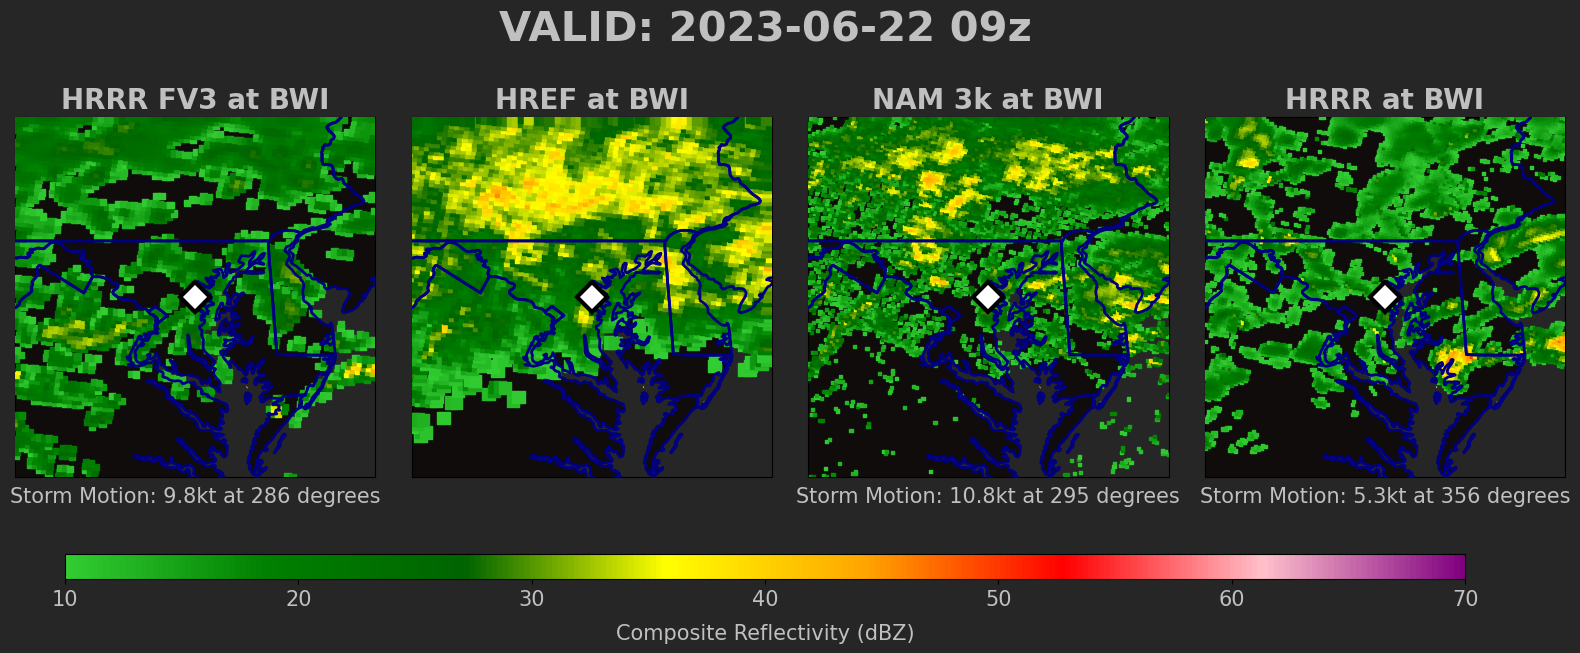 VALID: 2023-06-22 09z
HRRR FV3 at BWI
HREF at BWI
NAM 3k at BWI
HRRR at BWI
Storm Motion: 9.8kt at 286 degrees
Storm Motion: 10.8kt at 295 degrees
Storm Motion: 5.3kt at 356 degrees
10 20 30 40 50 60 70
Composite Reflectivity (dBZ)